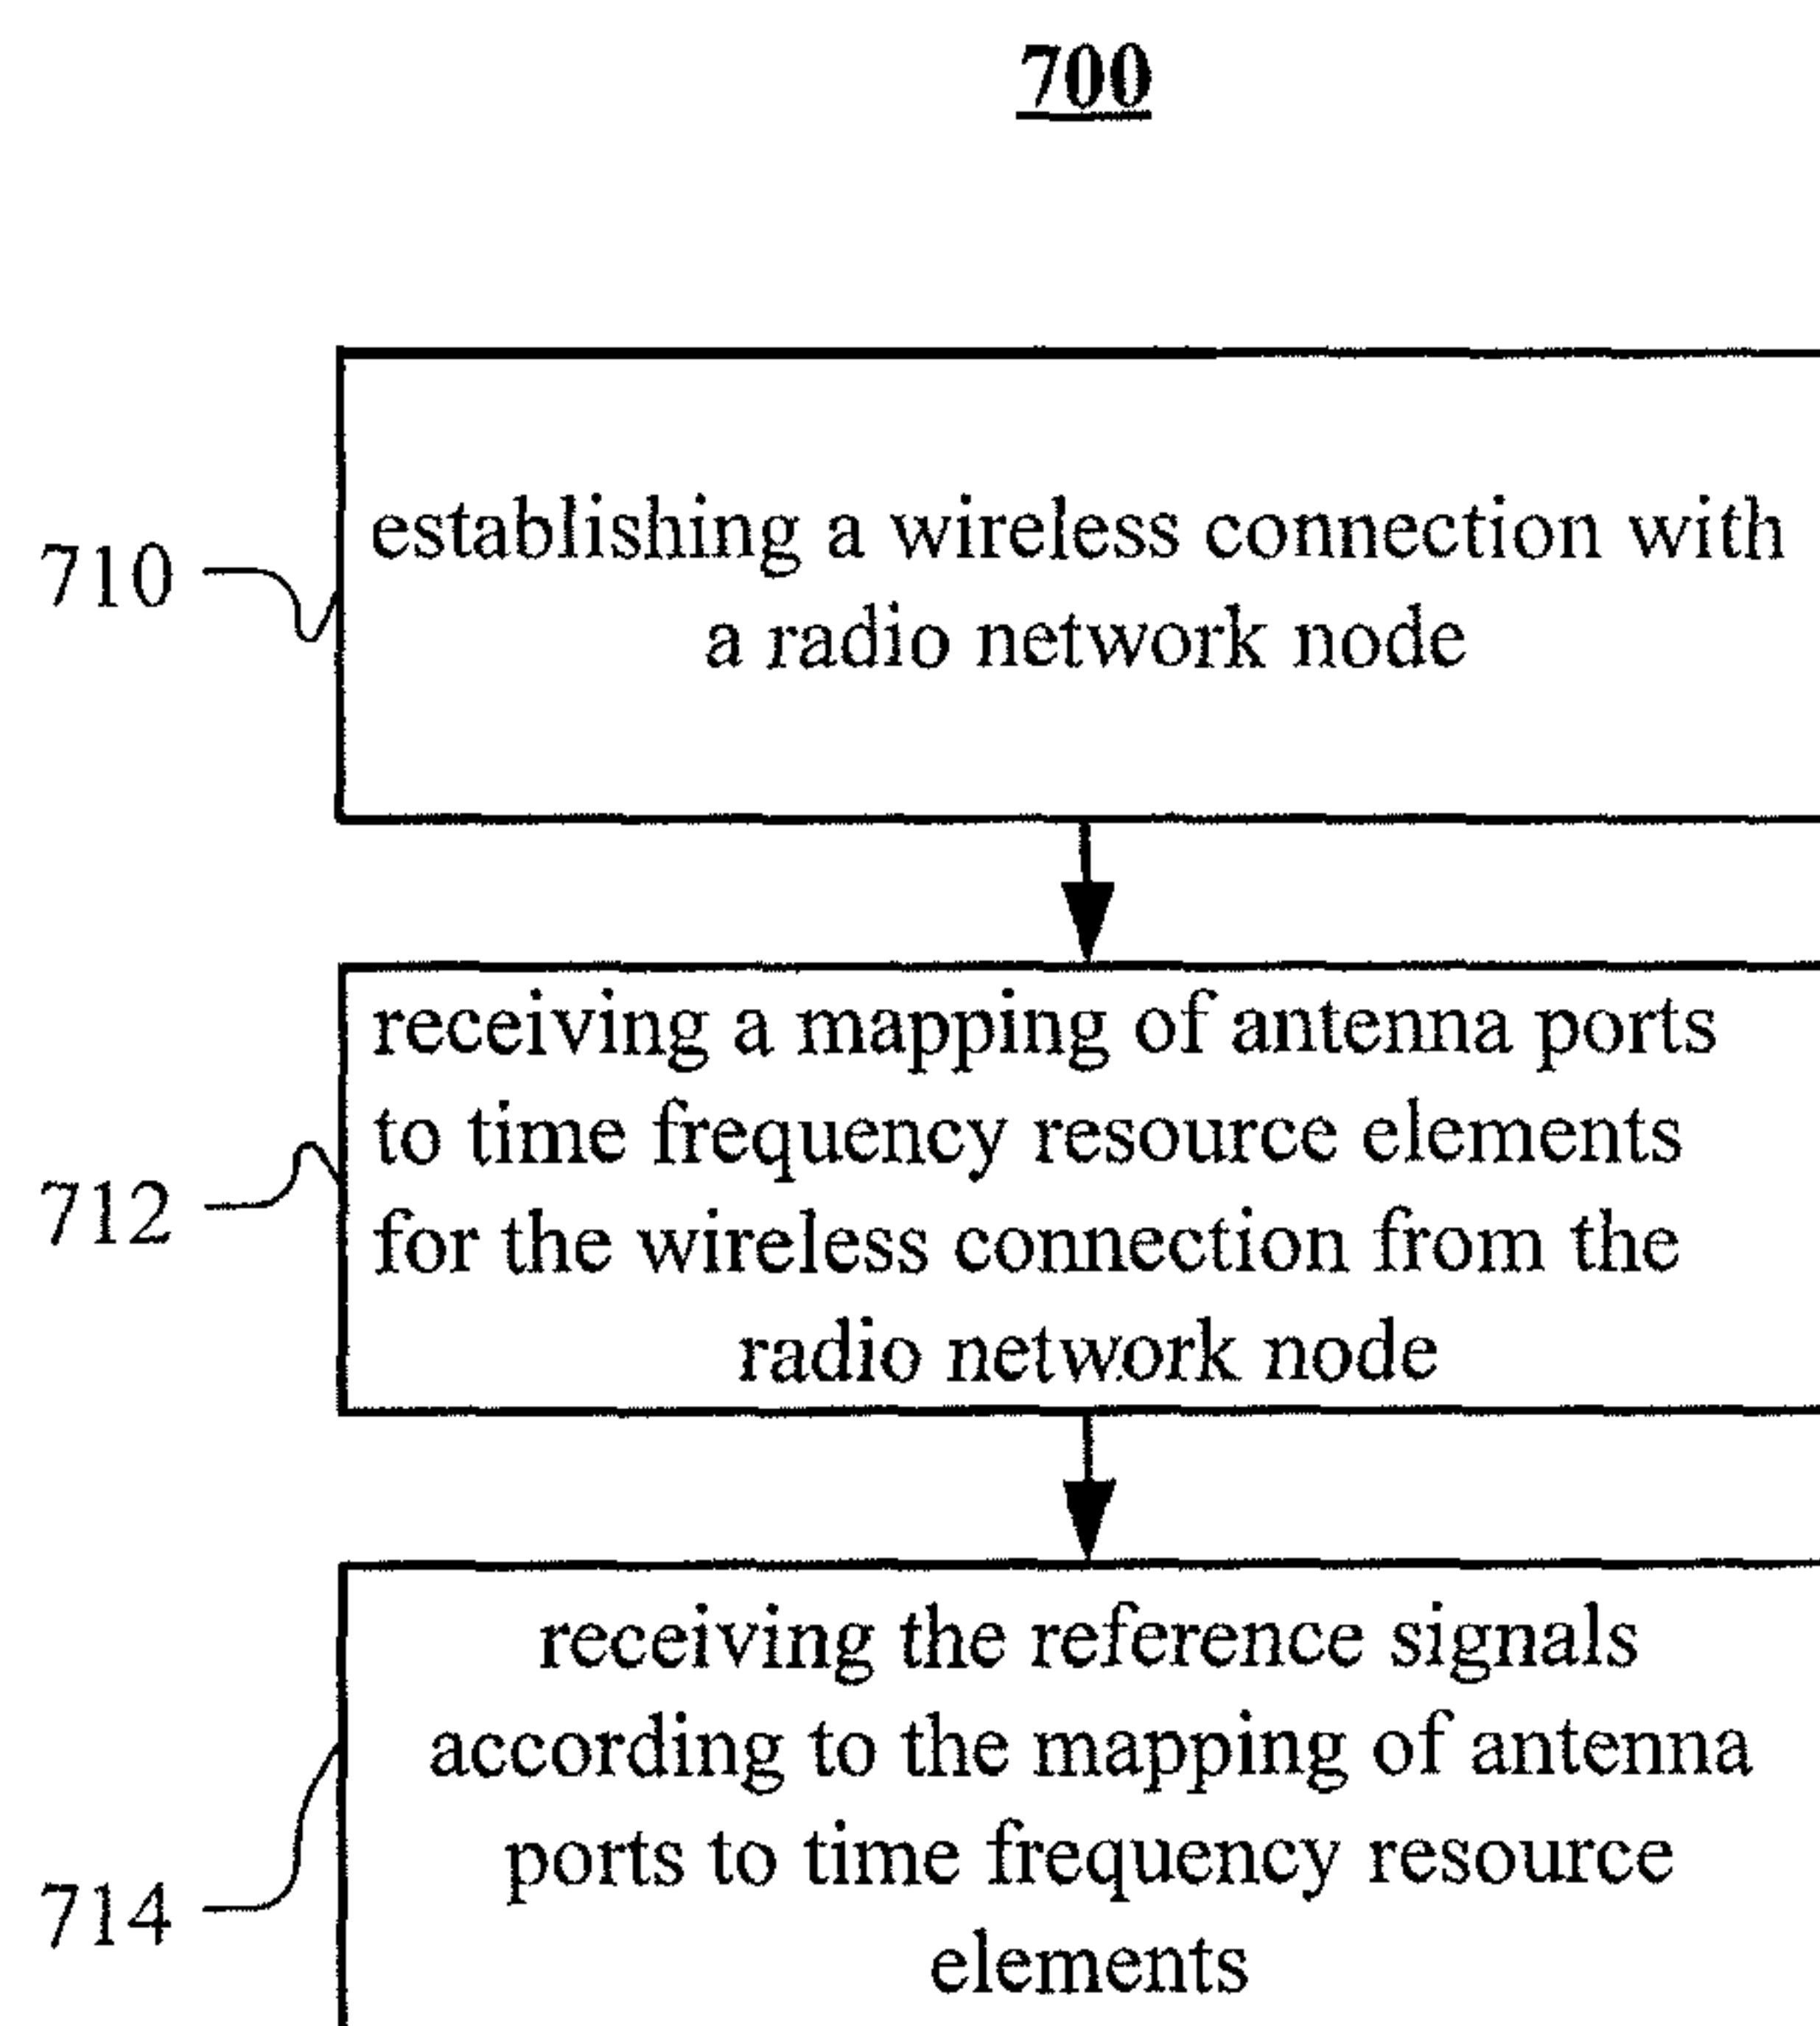 700
710
establishing a wireless connection with
a radio network node
712
receiving a mapping of antenna ports
to time frequency resource elements
for the wireless connection from the
radio network node
714
receiving the reference signals
according to the mapping of antenna
ports to time frequency resource
elements